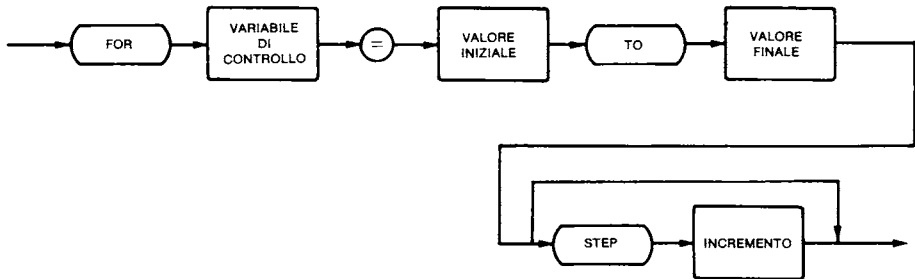 FOR
VARIABILE
DI
CONTROLLO
=
VALORE
INIZIALE
TO
VALORE
FINALE
STEP
INCREMENTO